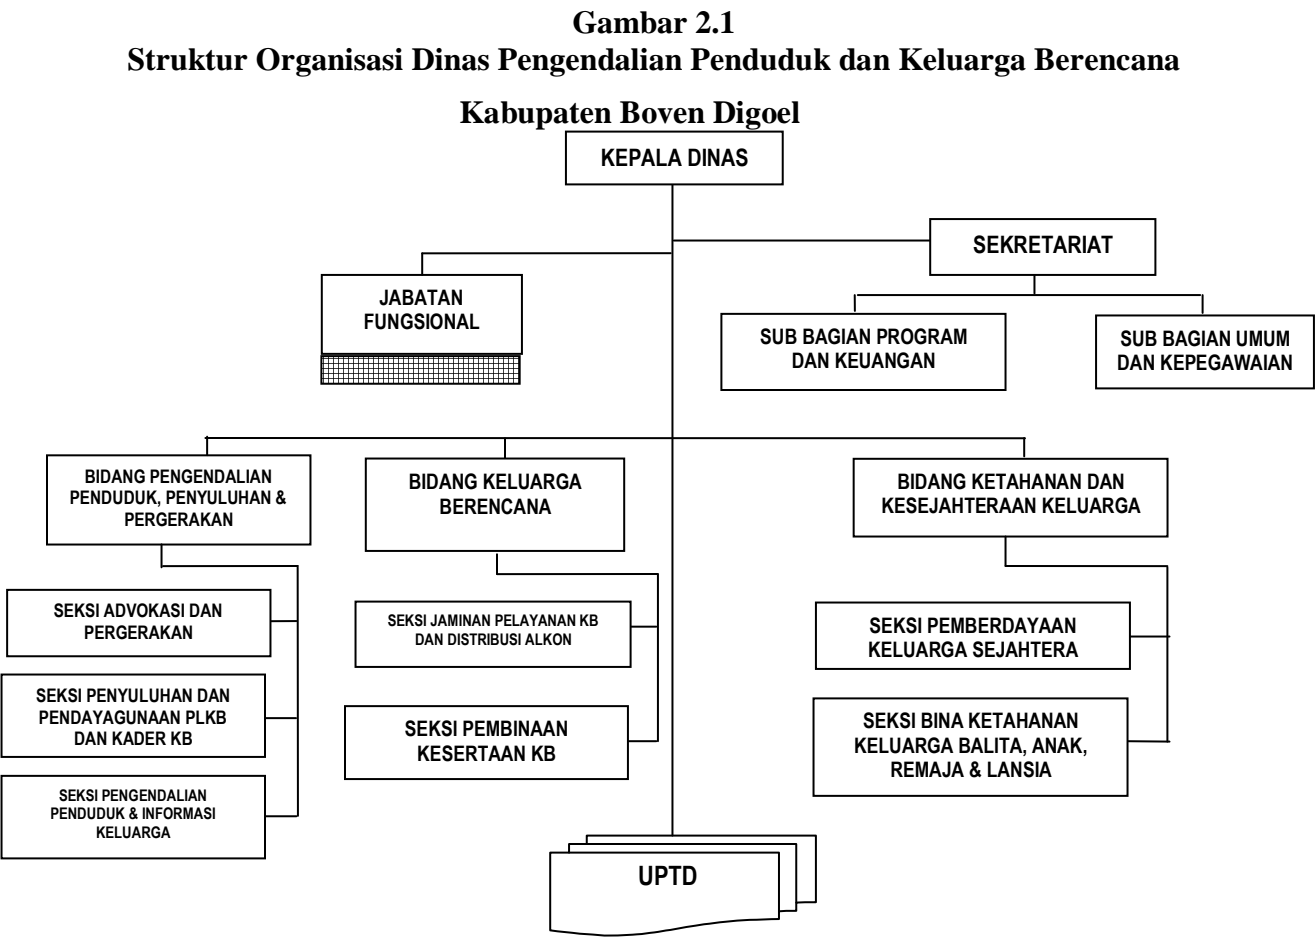 Gambar 2.1
Struktur Organisasi Dinas Pengendalian Penduduk dan Keluarga Berencana
Kabupaten Boven Digoel
KEPALA DINAS
SEKRETARIAT
JABATAN
FUNGSIONAL
SUB BAGIAN PROGRAM
DAN KEUANGAN
SUB BAGIAN UMUM
DAN KEPEGAWAIAN
BIDANG PENGENDALIAN
PENDUDUK, PENYULUHAN &
PERGERAKAN
BIDANG KELUARGA
BERENCANA
BIDANG KETAHANAN DAN
KESEJAHTERAAN KELUARGA
SEKSI ADVOKASI DAN
PERGERAKAN
SEKSI PENYULUHAN DAN
PENDAYAGUNAAN PLKB
DAN KADER KB
SEKSI PENGENDALIAN
PENDUDUK & INFORMASI
KELUARGA
SEKSI JAMINAN PELAYANAN KB
DAN DISTRIBUSI ALKON
SEKSI PEMBINAAN
KESERTAAN KB
SEKSI PEMBERDAYAAN
KELUARGA SEJAHTERA
SEKSI BINA KETAHANAN
KELUARGA BALITA, ANAK,
REMAJA & LANSIA
UPTD